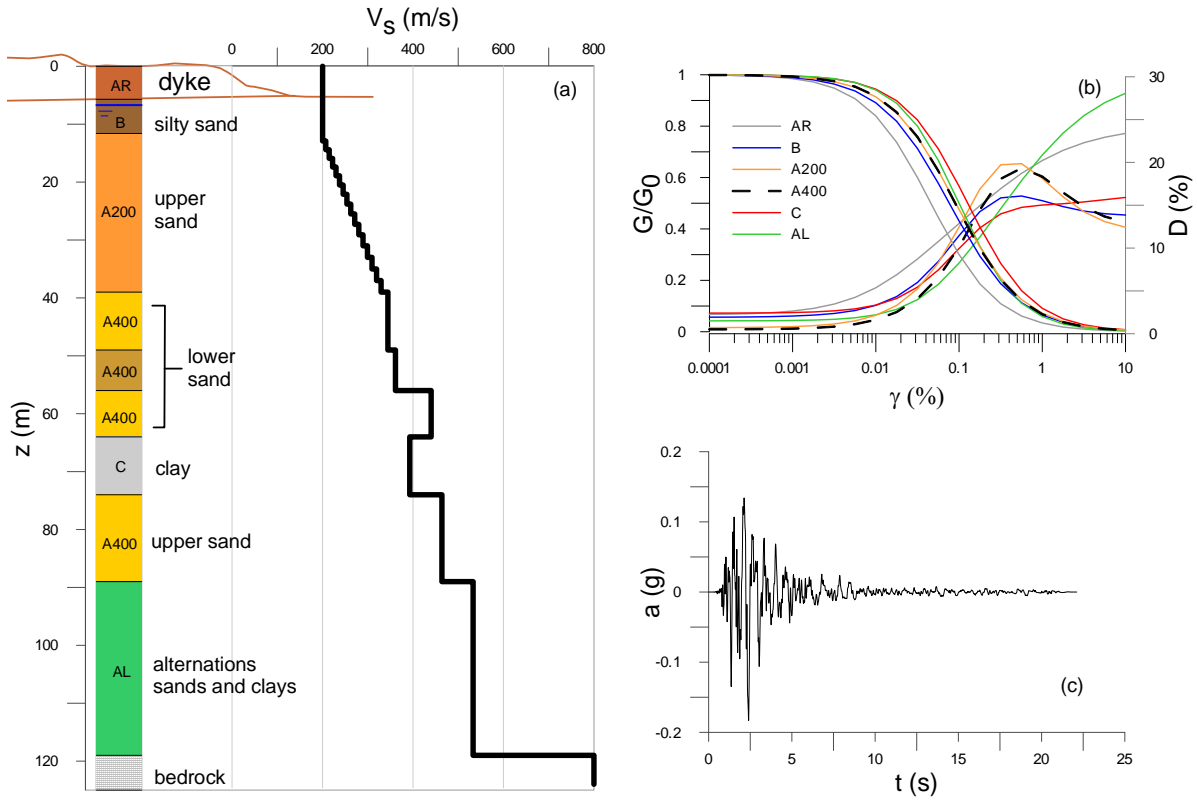 V_S (m/s)
0 200 400 600 800
0
20
40
60
80
100
120
z (m)
(a)
AR
dyke
B
silty sand
A200
upper
sand
A400
A400
A400
lower
sand
C
clay
A400
upper sand
AL
alternations
sands and clays
bedrock
(b)
1
0.8
0.6
0.4
0.2
0
G/G0
30
20
10
0
D (%)
AR
B
A200
A400
C
AL
0.0001 0.001 0.01 0.1 1 10
γ (%)
(c)
0.2
0.1
0
-0.1
-0.2
a (g)
0 5 10 15 20 25
t (s)